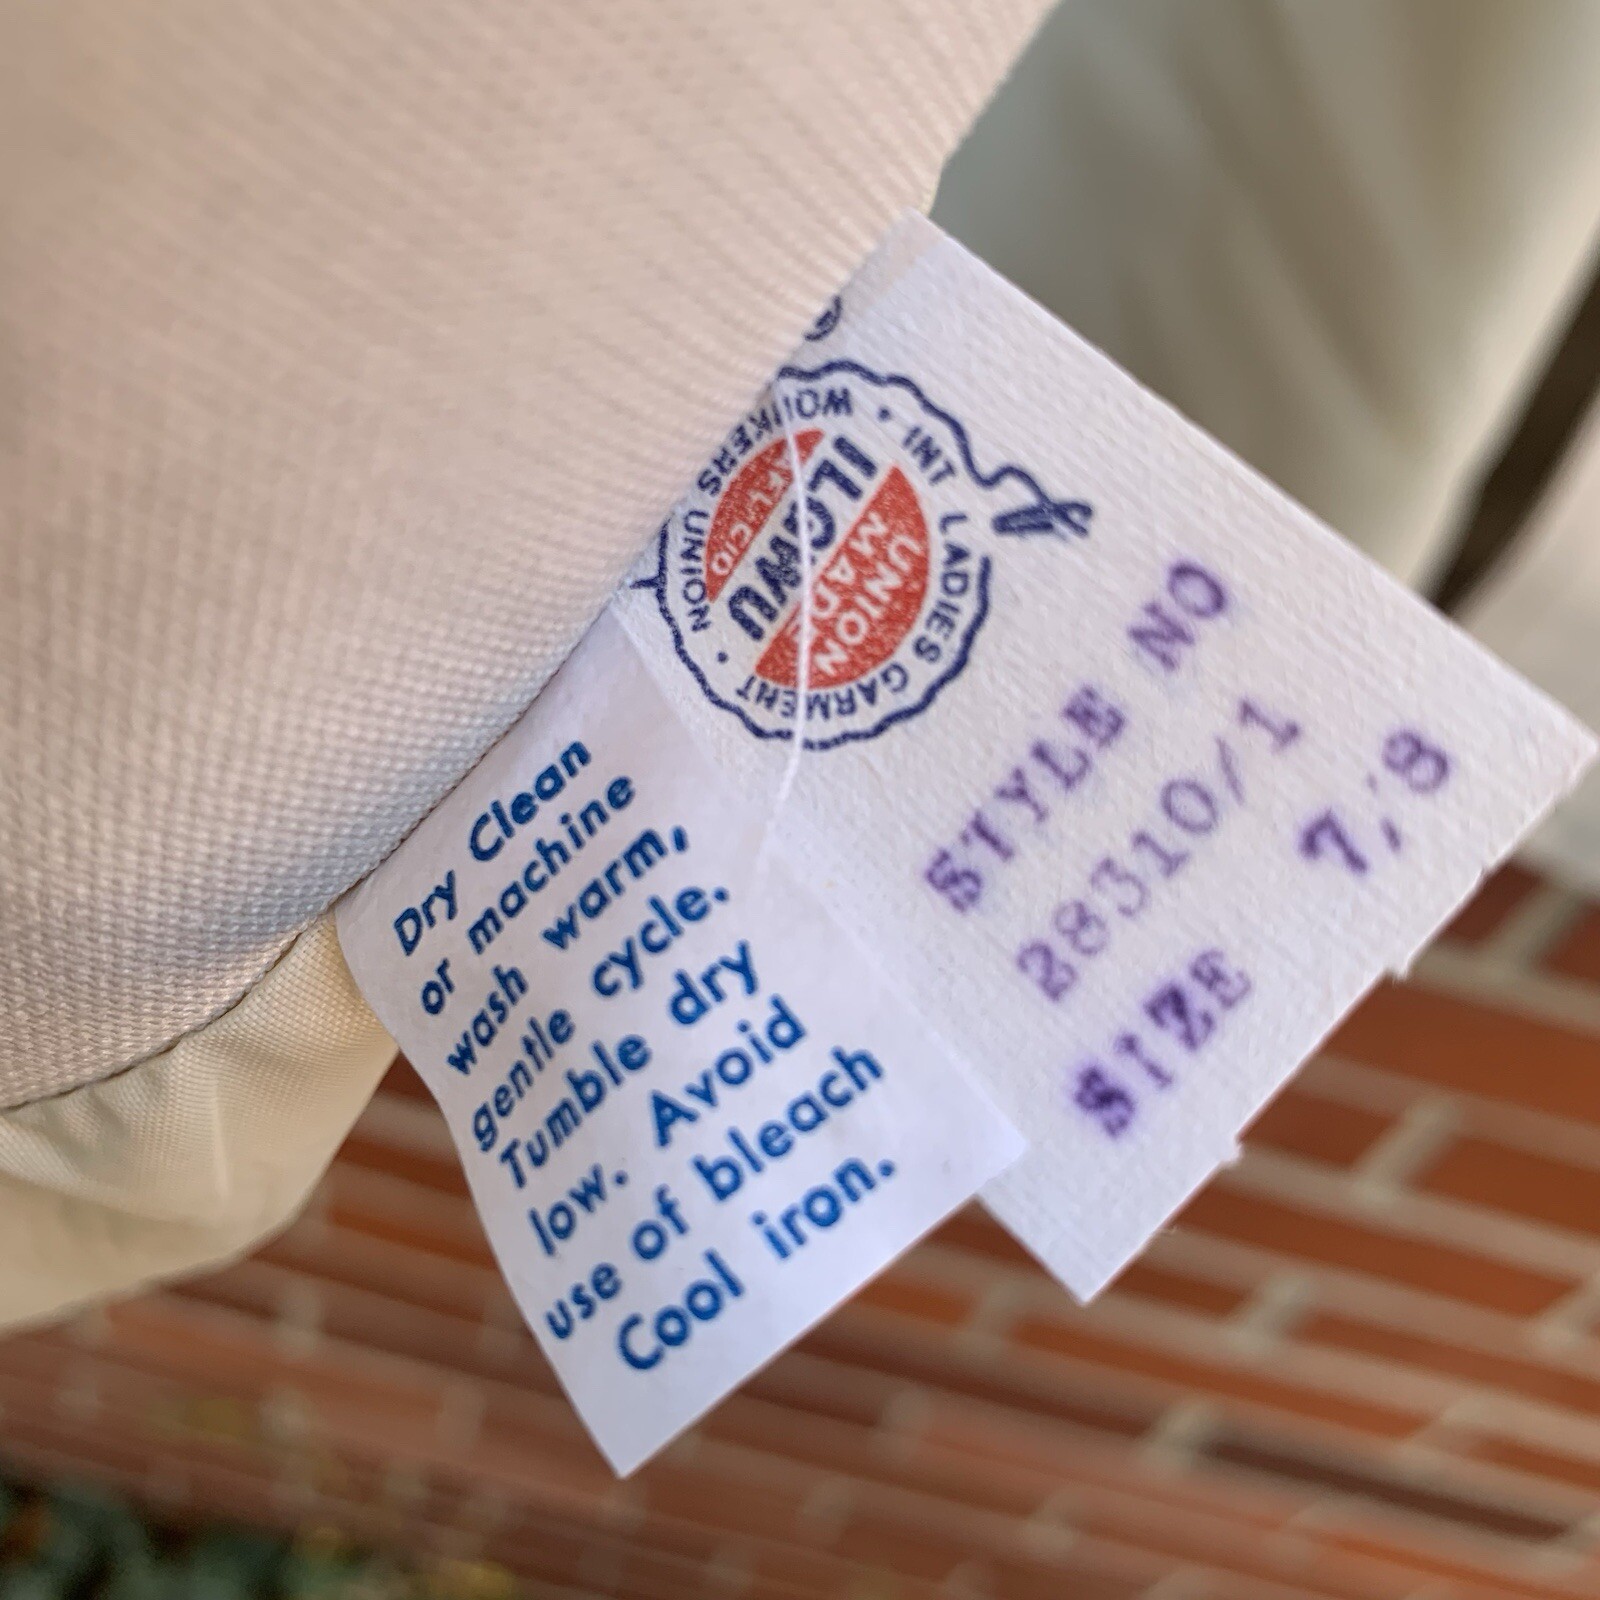 INT LADIES GARMENT
WORKERS UNION
AFL-CIO
ILGWU
UNION
MADE
STYLE NO
28310/1
SIZE 7/8
Dry Clean
or machine
wash warm,
gentle cycle.
Tumble dry
low. Avoid
use of bleach
Cool iron.